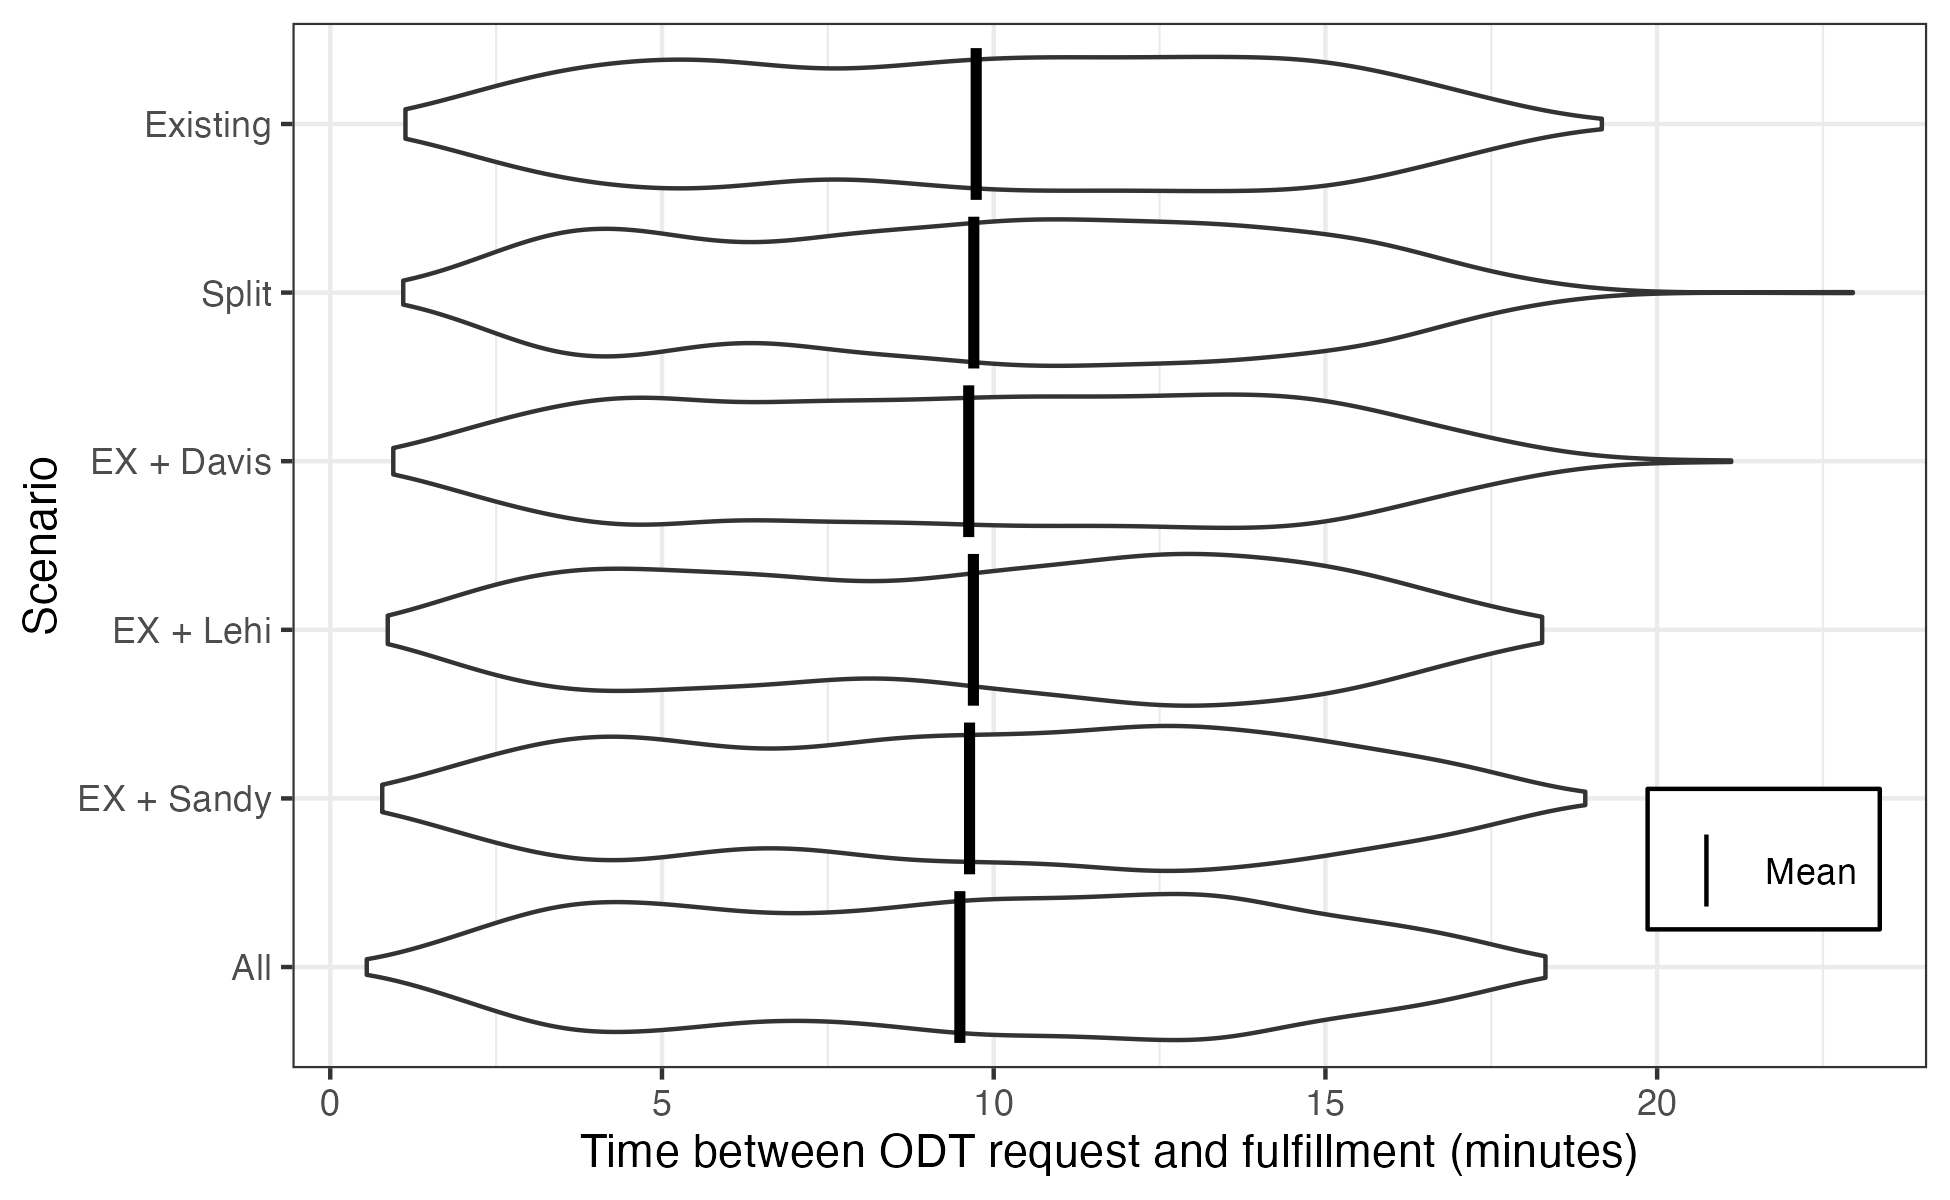 Existing
Split
EX + Davis
EX + Lehi
EX + Sandy
All
Scenario
Mean
0 5 10 15 20
Time between ODT request and fulfillment (minutes)